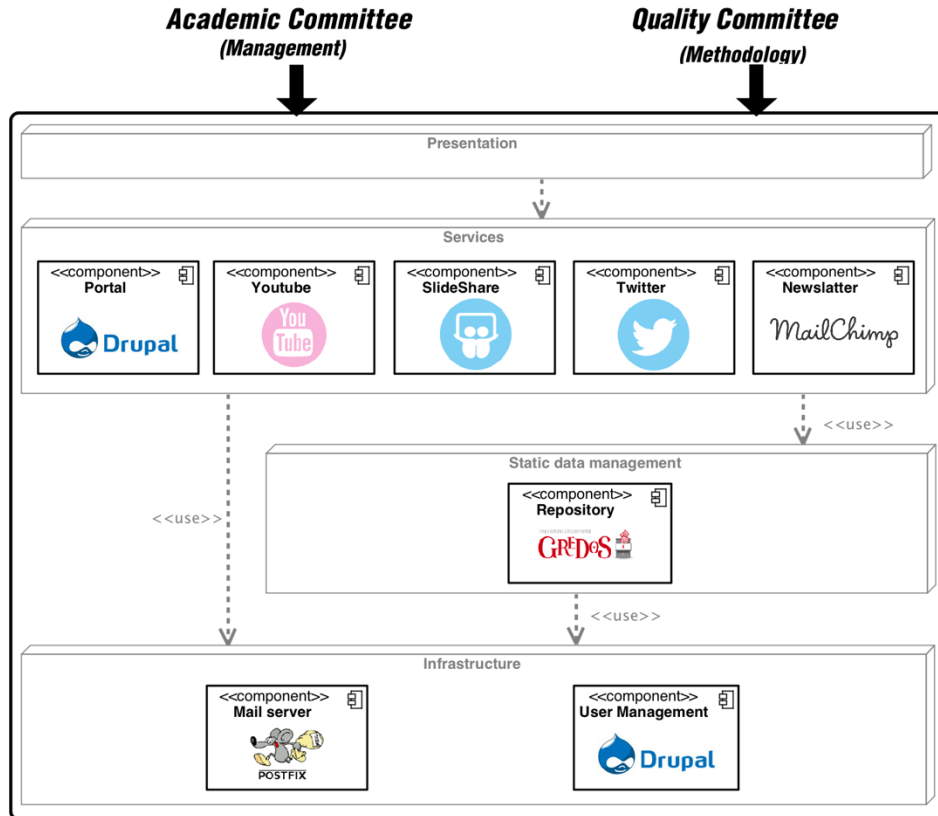 Academic Committee
(Management)
Quality Committee
(Methodology)
Presentation
Services
<<component>>
Portal
Drupal
<<component>>
Youtube
You
Tube
<<component>>
SlideShare
<<component>>
Twitter
<<component>>
Newslatter
MailChimp
<<use>>
Static data management
<<component>>
Repository
GREDOS
<<use>>
<<use>>
Infrastructure
<<component>>
Mail server
POSTFIX
<<component>>
User Management
Drupal